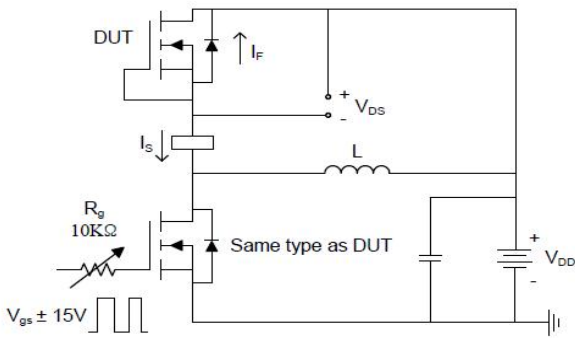 DUT
I_F
+
V_DS
-
I_S
L
R_g
10KΩ
Same type as DUT
+
V_DD
-
V_gs ± 15V